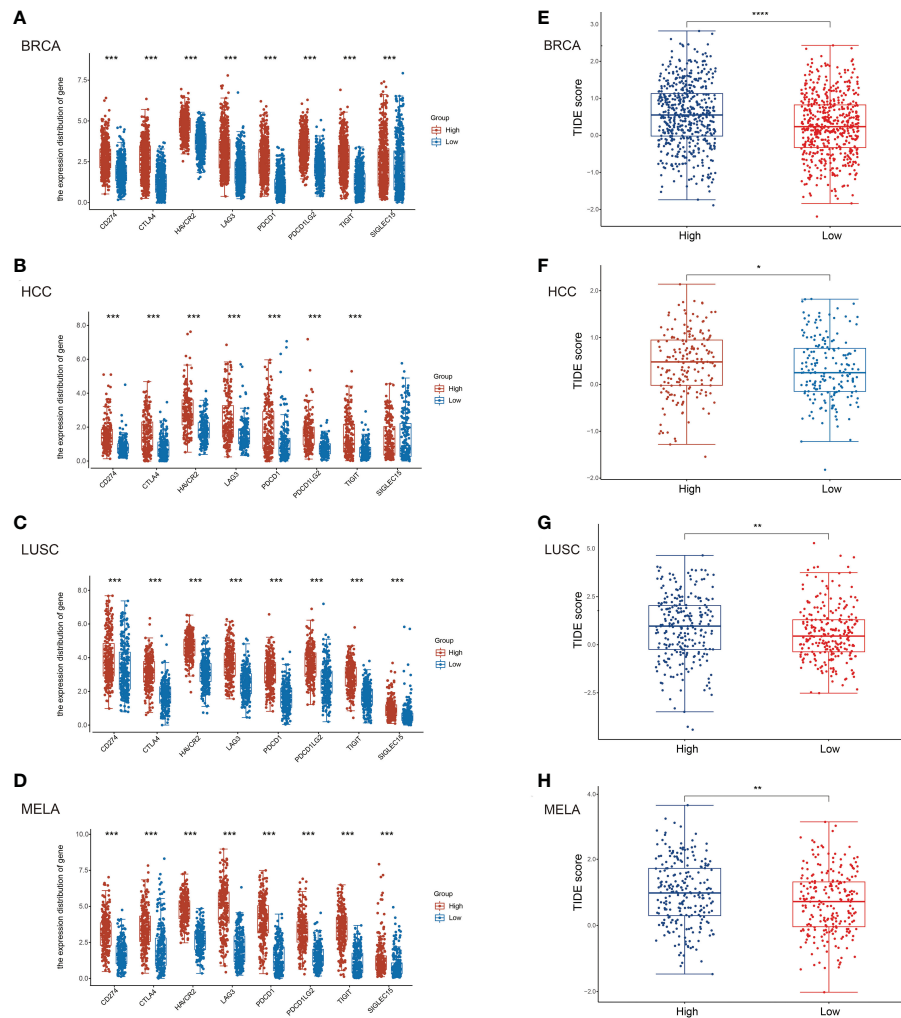 A
BRCA
*** *** *** *** *** *** *** ***
the expression distribution of gene
7.5
5.0
2.5
0.0
CD274
CTLA4
HAVCR2
LAG3
PDCD1
PDCD1LG2
TIGIT
SIGLEC15
Group
High
Low
E
BRCA
****
TIDE score
3.0
2.0
1.0
0.0
-1.0
-2.0
High
Low
B
HCC
*** *** *** *** *** *** ***
the expression distribution of gene
8.0
6.0
4.0
2.0
0.0
CD274
CTLA4
HAVCR2
LAG3
PDCD1
PDCD1LG2
TIGIT
SIGLEC15
Group
High
Low
F
HCC
*
TIDE score
2.0
1.0
0.0
-1.0
-2.0
High
Low
C
LUSC
*** *** *** *** *** *** *** ***
the expression distribution of gene
8.0
6.0
4.0
2.0
0.0
CD274
CTLA4
HAVCR2
LAG3
PDCD1
PDCD1LG2
TIGIT
SIGLEC15
Group
High
Low
G
LUSC
**
TIDE score
5.0
2.5
0.0
-2.5
High
Low
D
MELA
*** *** *** *** *** *** *** ***
the expression distribution of gene
10.0
7.5
5.0
2.5
0.0
CD274
CTLA4
HAVCR2
LAG3
PDCD1
PDCD1LG2
TIGIT
SIGLEC15
Group
High
Low
H
MELA
**
TIDE score
4.0
2.0
0.0
-2.0
High
Low